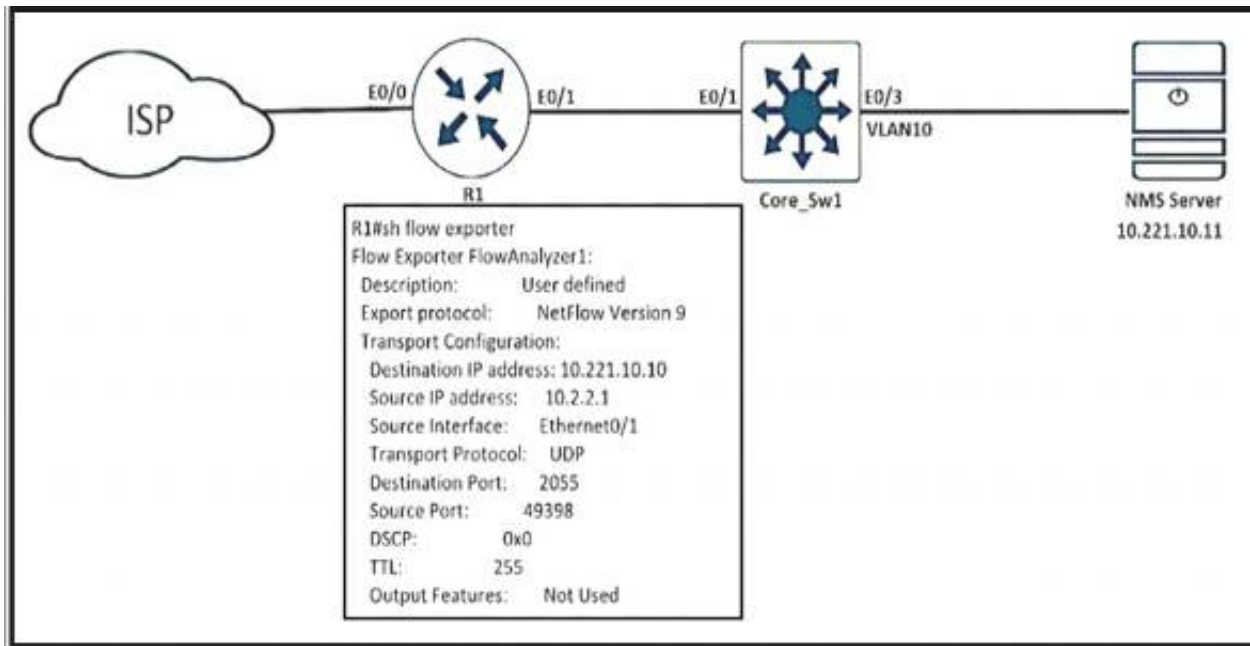 ISP
E0/0
E0/1
E0/1
E0/3
VLAN10
R1
Core_Sw1
NMS Server
10.221.10.11
R1#sh flow exporter
Flow Exporter FlowAnalyzer1:
Description: User defined
Export protocol: NetFlow Version 9
Transport Configuration:
Destination IP address: 10.221.10.10
Source IP address: 10.2.2.1
Source Interface: Ethernet0/1
Transport Protocol: UDP
Destination Port: 2055
Source Port: 49398
DSCP: 0x0
TTL: 255
Output Features: Not Used